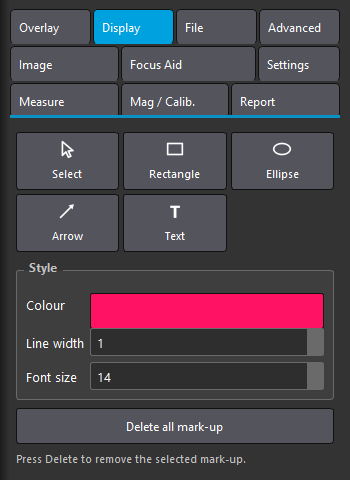 Overlay Display File Advanced
Image Focus Aid Settings
Measure Mag / Calib. Report
Select Rectangle Ellipse
Arrow T Text
Style
Colour
Line width 1
Font size 14
Delete all mark-up
Press Delete to remove the selected mark-up.